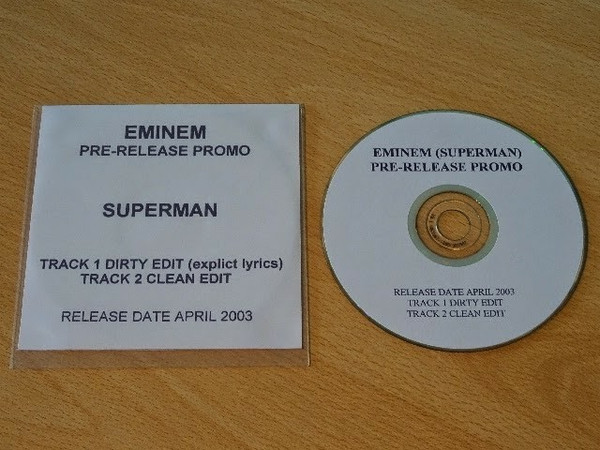 EMINEM
PRE-RELEASE PROMO
SUPERMAN
TRACK 1 DIRTY EDIT (explict lyrics)
TRACK 2 CLEAN EDIT
RELEASE DATE APRIL 2003
EMINEM (SUPERMAN)
PRE-RELEASE PROMO
RELEASE DATE APRIL 2003
TRACK 1 DIRTY EDIT
TRACK 2 CLEAN EDIT